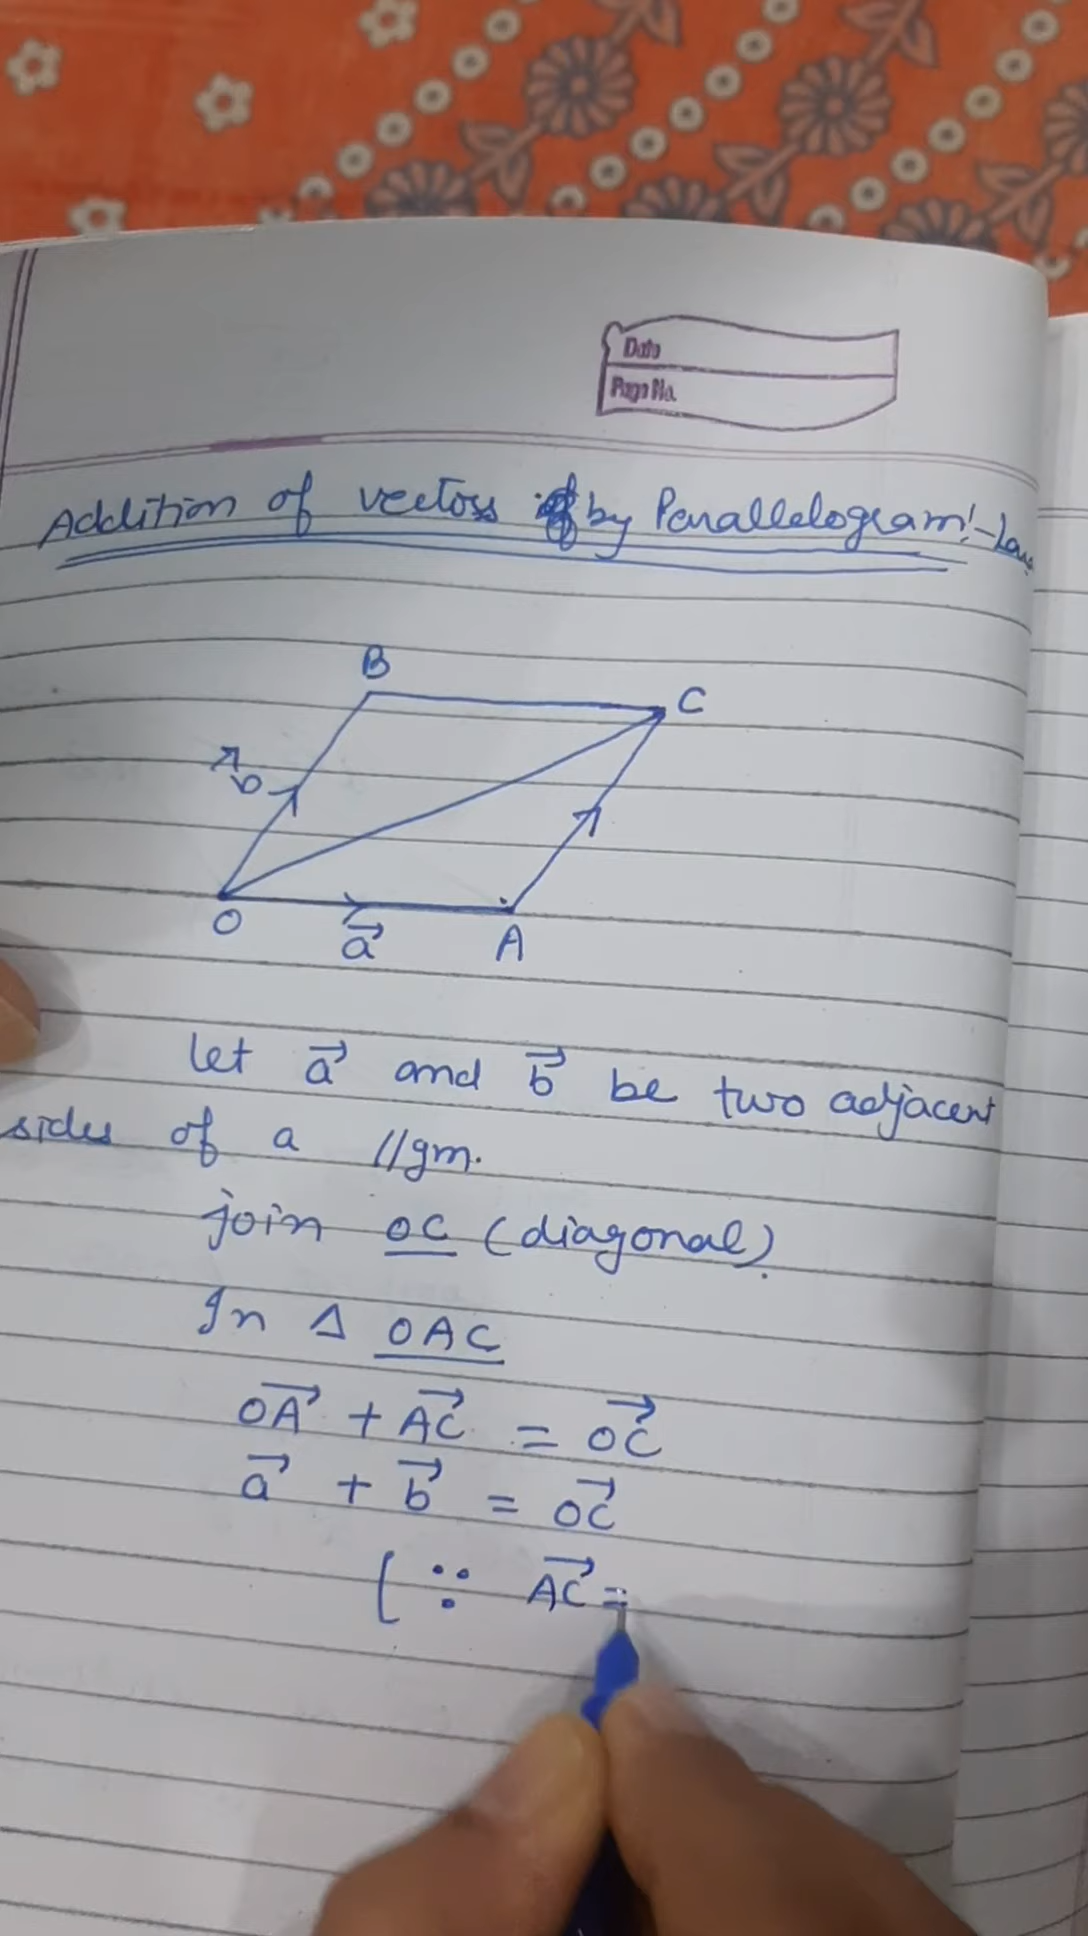 Date
Page No.
Addition of vectors by Parallelogram:-Law
B
C
b
O
a
A
let a⃗ and b⃗ be two adjacent
sides of a //gm.
join OC (diagonal).
In Δ OAC
OA⃗ + AC⃗ = OC⃗
a⃗ + b⃗ = OC⃗
[ ∵ AC⃗ =